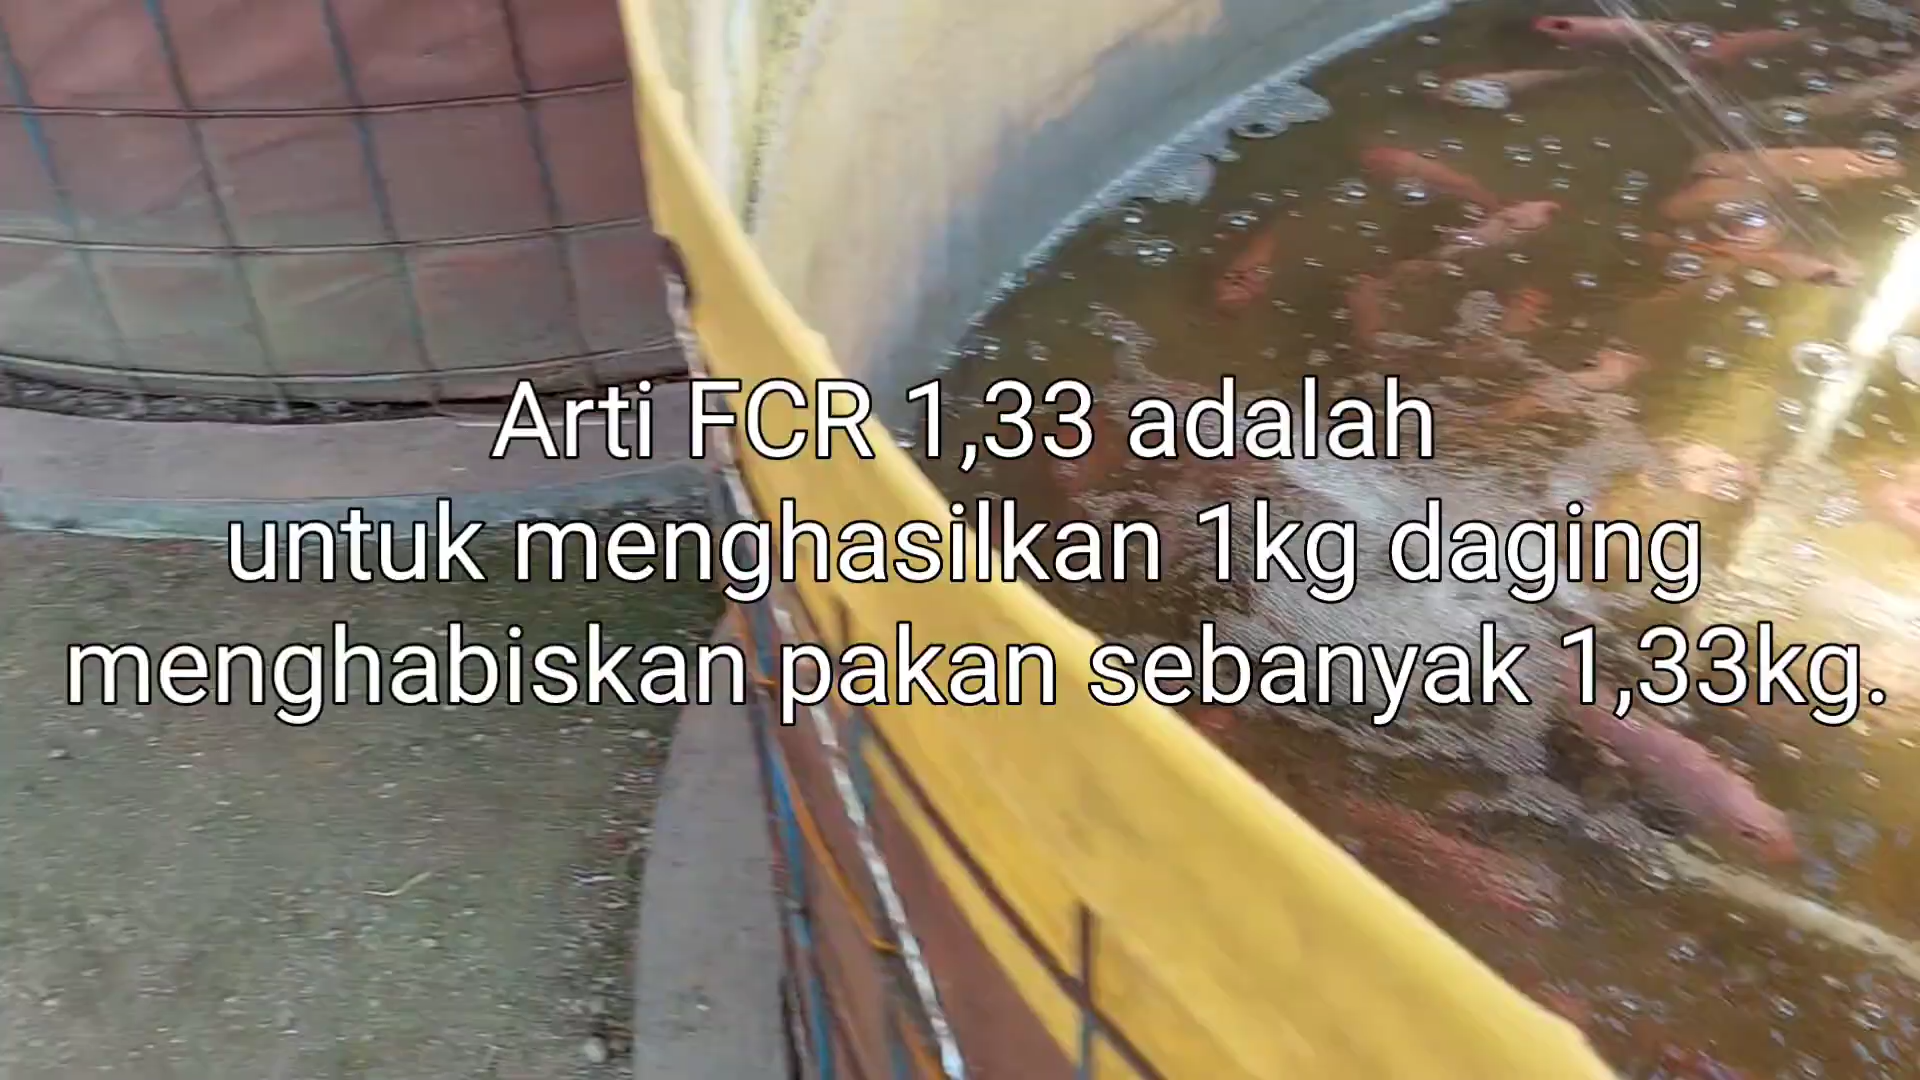 Arti FCR 1,33 adalah
untuk menghasilkan 1kg daging
menghabiskan pakan sebanyak 1,33kg.